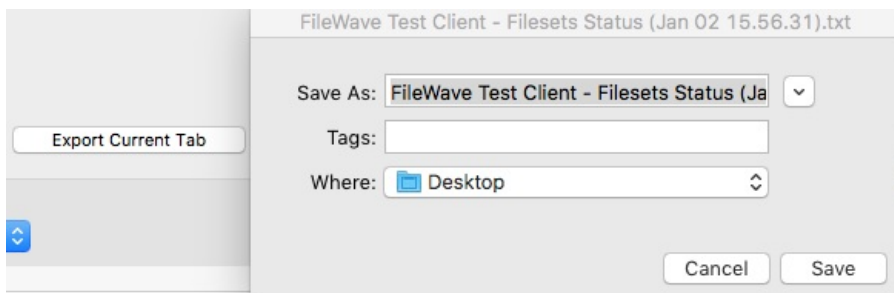 FileWave Test Client - Filesets Status (Jan 02 15.56.31).txt
Save As: FileWave Test Client - Filesets Status (Ja
Export Current Tab
Tags:
Where: Desktop
Cancel Save